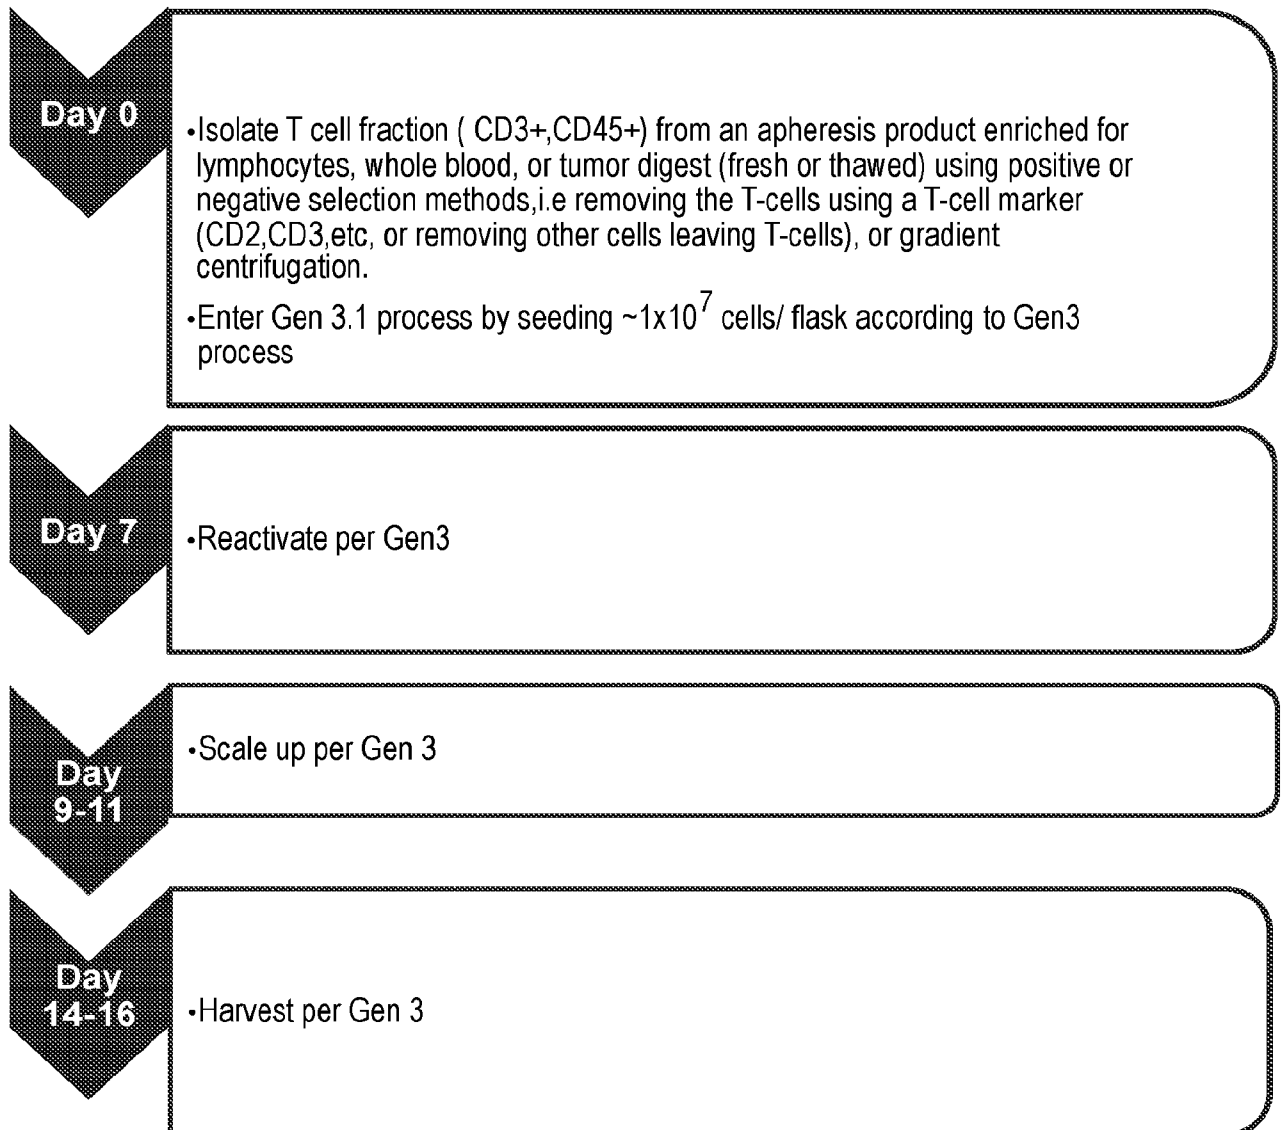 Day 0
•Isolate T cell fraction ( CD3+,CD45+) from an apheresis product enriched for
lymphocytes, whole blood, or tumor digest (fresh or thawed) using positive or
negative selection methods,i.e removing the T-cells using a T-cell marker
(CD2,CD3,etc, or removing other cells leaving T-cells), or gradient
centrifugation.
•Enter Gen 3.1 process by seeding ~1x10⁷ cells/ flask according to Gen3
process
Day 7
•Reactivate per Gen3
Day
9-11
•Scale up per Gen 3
Day
14-16
•Harvest per Gen 3